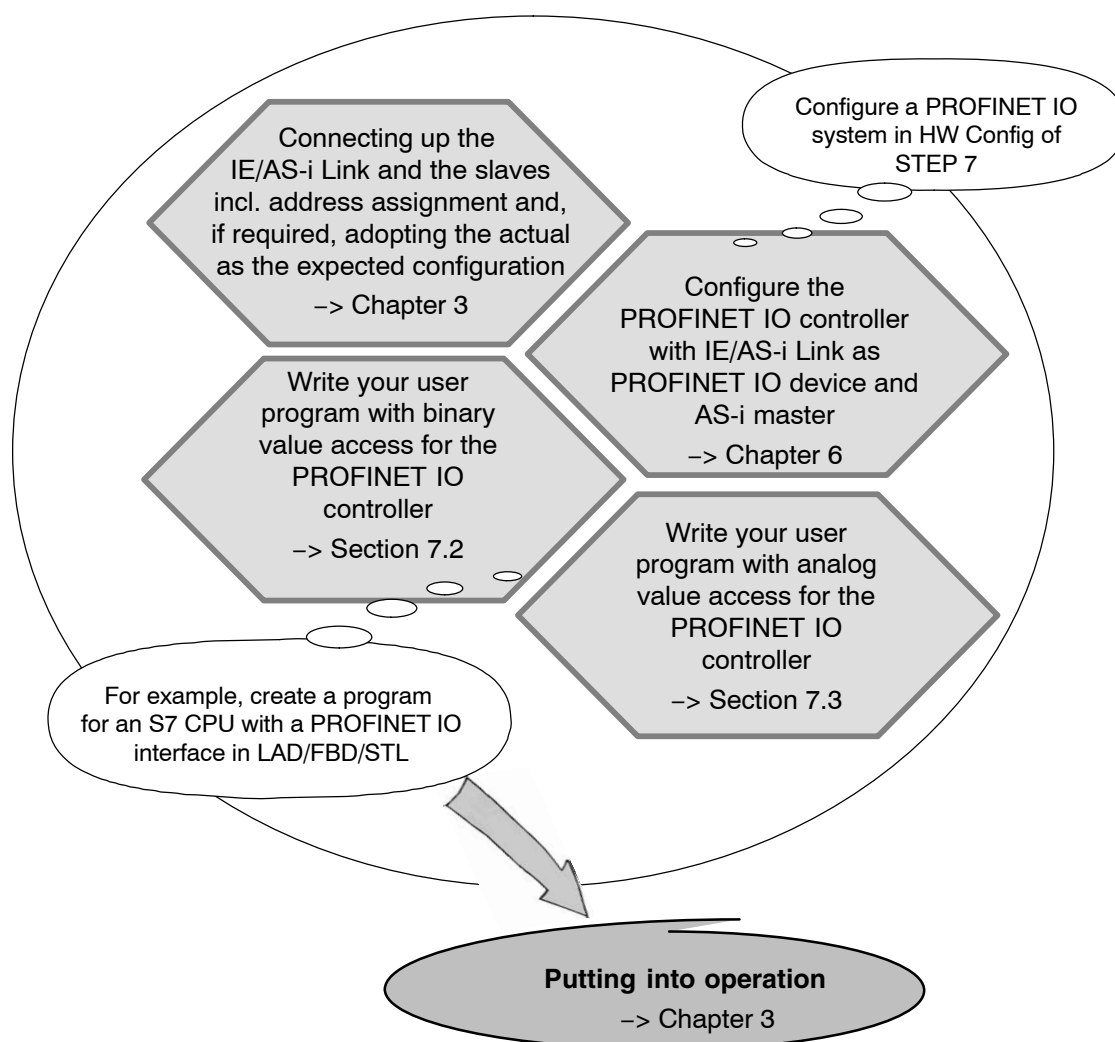 Configure a PROFINET IO
system in HW Config of
STEP 7
Connecting up the
IE/AS-i Link and the slaves
incl. address assignment and,
if required, adopting the actual
as the expected configuration
–> Chapter 3
Configure the
PROFINET IO controller
with IE/AS-i Link as
PROFINET IO device and
AS-i master
–> Chapter 6
Write your user
program with binary
value access for the
PROFINET IO
controller
–> Section 7.2
Write your user
program with analog
value access for the
PROFINET IO
controller
–> Section 7.3
For example, create a program
for an S7 CPU with a PROFINET IO
interface in LAD/FBD/STL
Putting into operation
–> Chapter 3